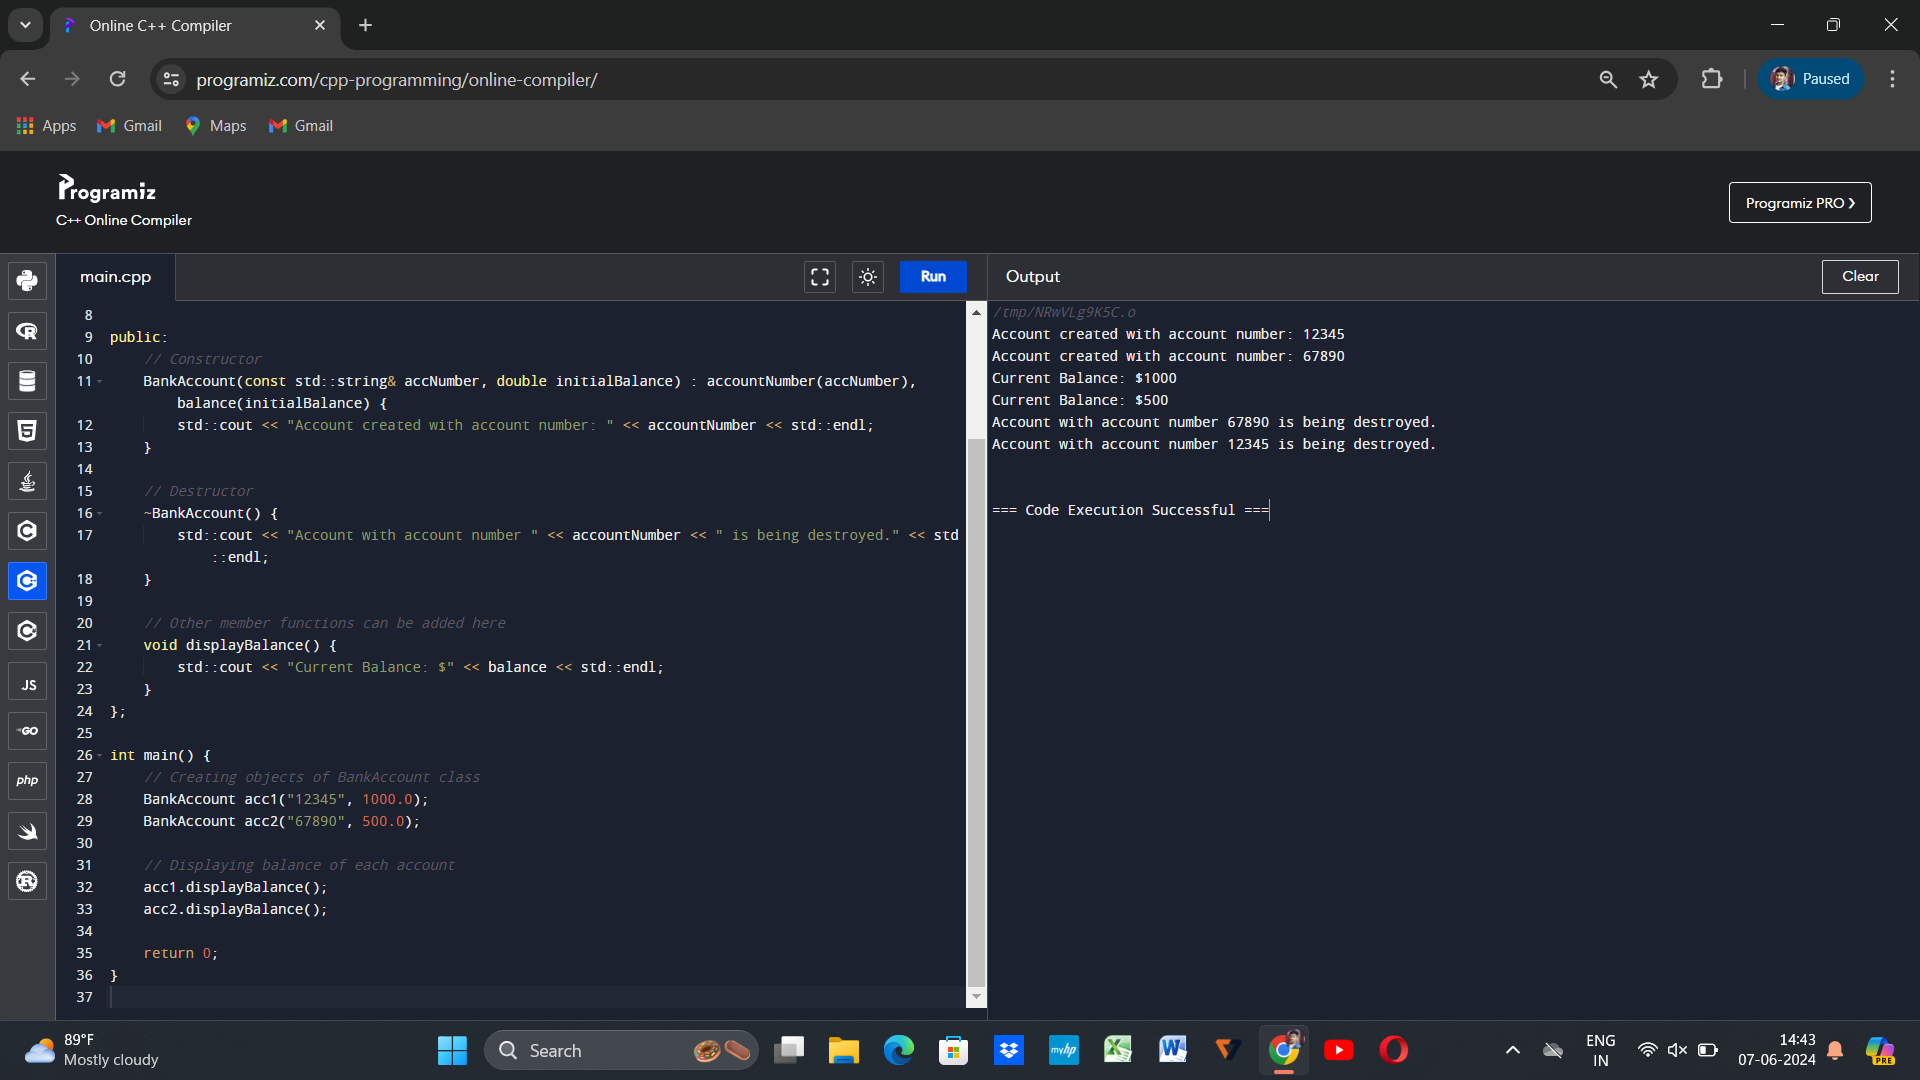 Online C++ Compiler
programiz.com/cpp-programming/online-compiler/
Paused
Apps Gmail Maps Gmail
Programiz
C++ Online Compiler
Programiz PRO ❯
main.cpp
Run
Output
Clear
8
9 public:
10 // Constructor
11 BankAccount(const std::string& accNumber, double initialBalance) : accountNumber(accNumber),
balance(initialBalance) {
12 std::cout << "Account created with account number: " << accountNumber << std::endl;
13 }
14
15 // Destructor
16 ~BankAccount() {
17 std::cout << "Account with account number " << accountNumber << " is being destroyed." << std
::endl;
18 }
19
20 // Other member functions can be added here
21 void displayBalance() {
22 std::cout << "Current Balance: $" << balance << std::endl;
23 }
24 };
25
26 int main() {
27 // Creating objects of BankAccount class
28 BankAccount acc1("12345", 1000.0);
29 BankAccount acc2("67890", 500.0);
30
31 // Displaying balance of each account
32 acc1.displayBalance();
33 acc2.displayBalance();
34
35 return 0;
36 }
37
/tmp/NRwVLg9K5C.o
Account created with account number: 12345
Account created with account number: 67890
Current Balance: $1000
Current Balance: $500
Account with account number 67890 is being destroyed.
Account with account number 12345 is being destroyed.
=== Code Execution Successful ===
JS
GO
php
89°F
Mostly cloudy
Search
myhp
ENG
IN
14:43
07-06-2024
PRE